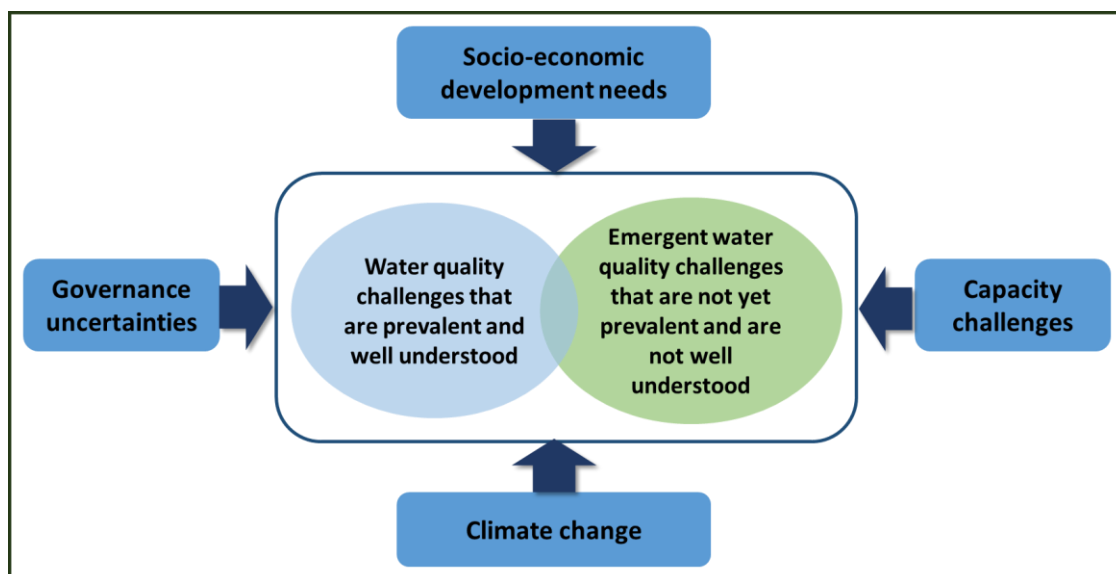 Socio-economic
development needs
Governance
uncertainties
Water quality
challenges that
are prevalent and
well understood
Emergent water
quality challenges
that are not yet
prevalent and are
not well
understood
Capacity
challenges
Climate change